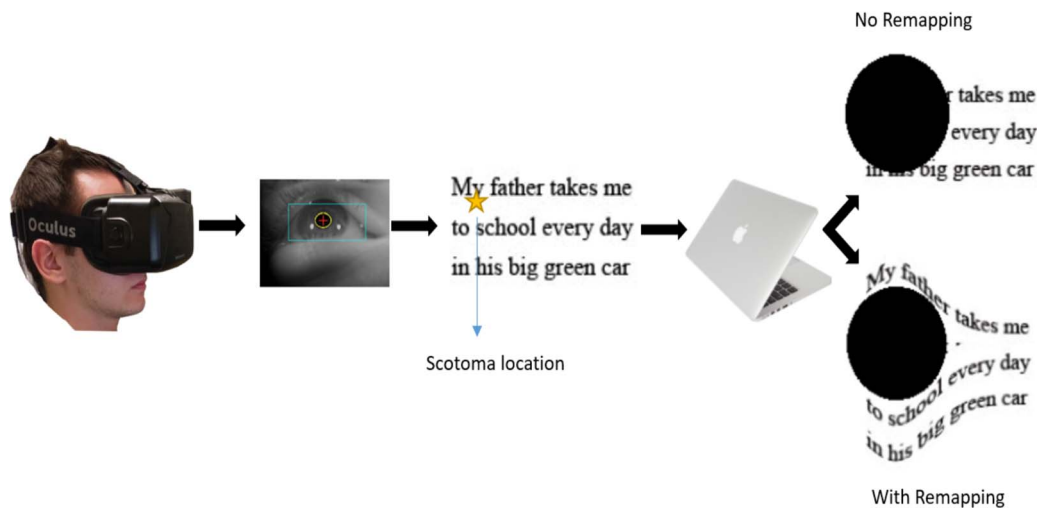 No Remapping
r takes me
every day
in his big green car
Oculus
My father takes me
to school every day
in his big green car
Scotoma location
My father takes me
to school every day
in his big green car
With Remapping